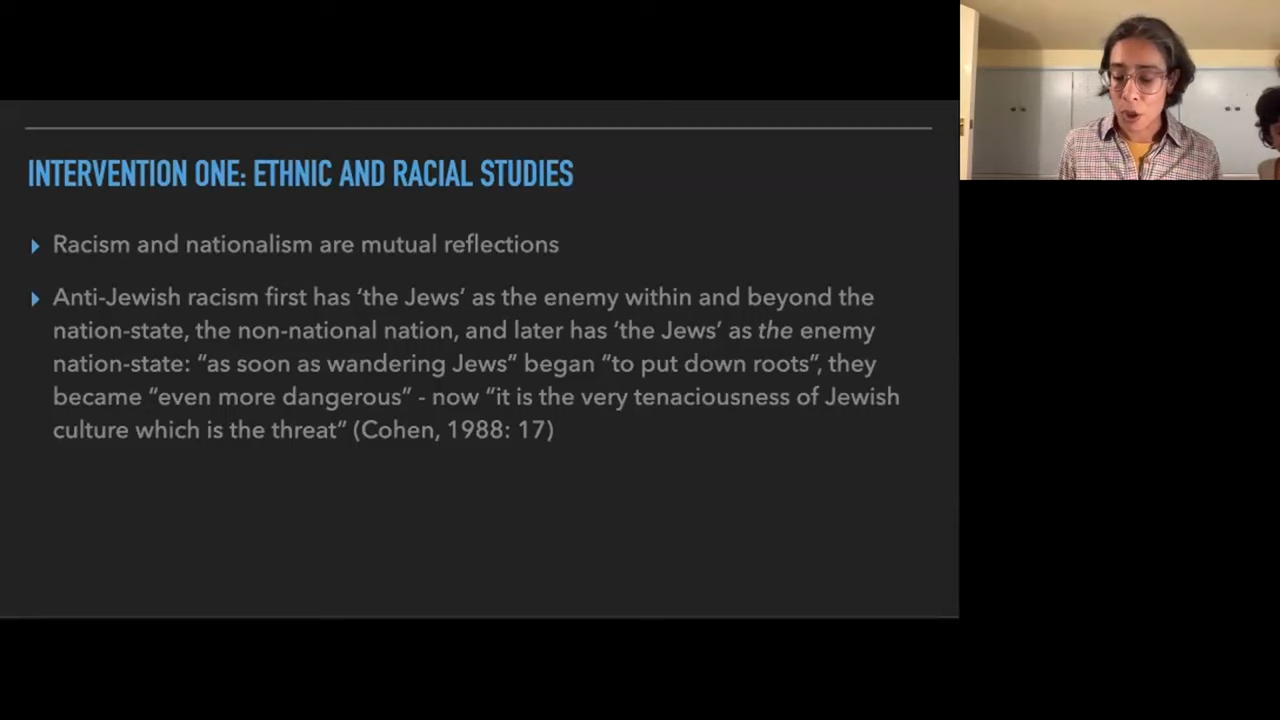 INTERVENTION ONE: ETHNIC AND RACIAL STUDIES
Racism and nationalism are mutual reflections
Anti-Jewish racism first has ‘the Jews’ as the enemy within and beyond the
nation-state, the non-national nation, and later has ‘the Jews’ as the enemy
nation-state: “as soon as wandering Jews” began “to put down roots”, they
became “even more dangerous” - now “it is the very tenaciousness of Jewish
culture which is the threat“ (Cohen, 1988: 17)